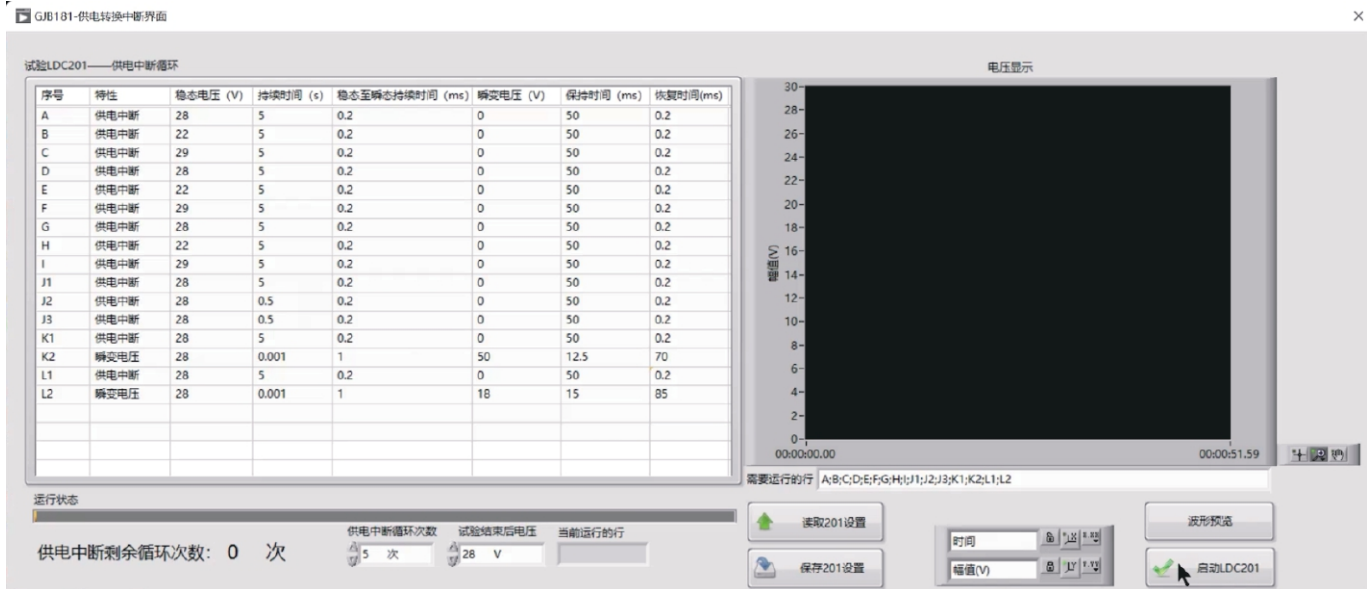 GJB181-供电转换中断界面
试验LDC201——供电中断循环
序号 特性 稳态电压 (V) 持续时间 (s) 稳态至瞬态持续时间 (ms) 瞬变电压 (V) 保持时间 (ms) 恢复时间(ms)
A 供电中断 28 5 0.2 0 50 0.2
B 供电中断 22 5 0.2 0 50 0.2
C 供电中断 29 5 0.2 0 50 0.2
D 供电中断 28 5 0.2 0 50 0.2
E 供电中断 22 5 0.2 0 50 0.2
F 供电中断 29 5 0.2 0 50 0.2
G 供电中断 28 5 0.2 0 50 0.2
H 供电中断 22 5 0.2 0 50 0.2
I 供电中断 29 5 0.2 0 50 0.2
J1 供电中断 28 5 0.2 0 50 0.2
J2 供电中断 28 0.5 0.2 0 50 0.2
J3 供电中断 28 0.5 0.2 0 50 0.2
K1 供电中断 28 5 0.2 0 50 0.2
K2 瞬变电压 28 0.001 1 50 12.5 70
L1 供电中断 28 5 0.2 0 50 0.2
L2 瞬变电压 28 0.001 1 18 15 85
电压显示
幅值(V)
30
28
26
24
22
20
18
16
14
12
10
8
6
4
2
0
00:00:00.00 00:00:51.59
需要运行的行 A;B;C;D;E;F;G;H;I;J1;J2;J3;K1;K2;L1;L2
运行状态
供电中断剩余循环次数: 0 次
供电中断循环次数 试验结束后电压 当前运行的行
5 次 28 V
读取201设置
保存201设置
时间
幅值(V)
波形预览
启动LDC201